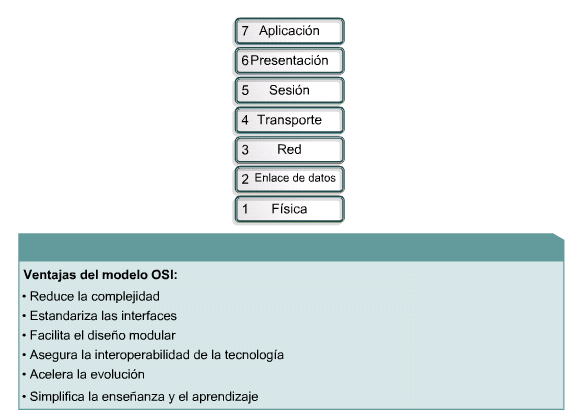 7 Aplicación
6 Presentación
5 Sesión
4 Transporte
3 Red
2 Enlace de datos
1 Física
Ventajas del modelo OSI:
• Reduce la complejidad
• Estandariza las interfaces
• Facilita el diseño modular
• Asegura la interoperabilidad de la tecnología
• Acelera la evolución
• Simplifica la enseñanza y el aprendizaje